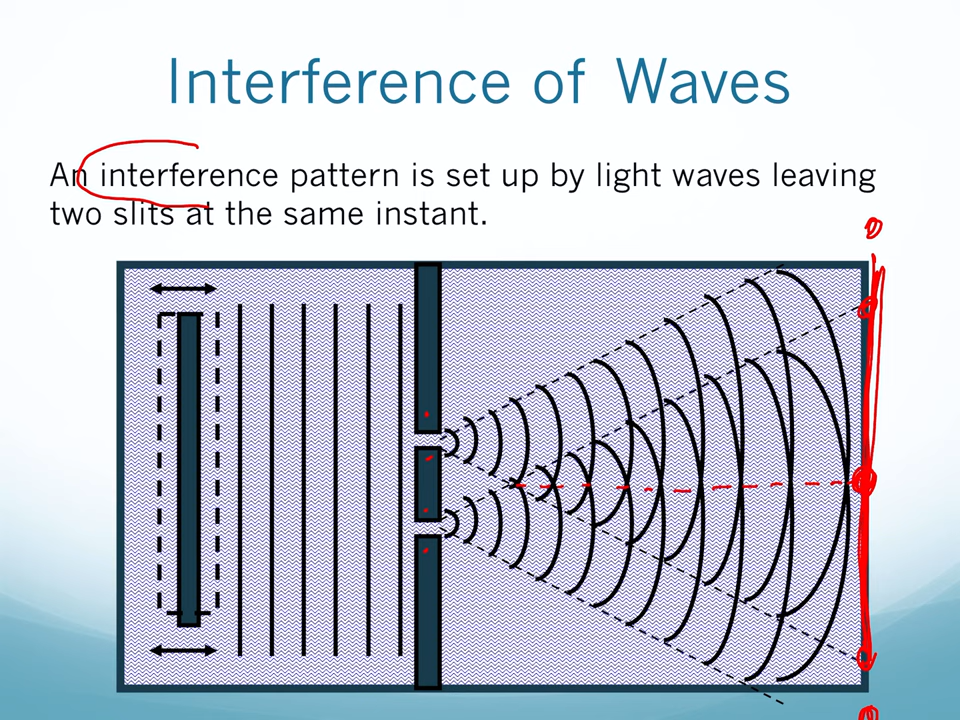 Interference of Waves
An interference pattern is set up by light waves leaving
two slits at the same instant.